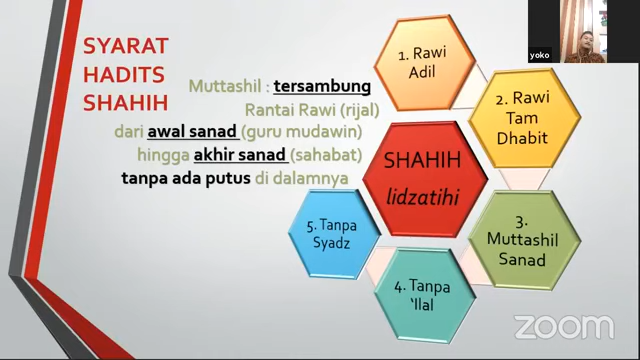 SYARAT
HADITS
SHAHIH
Muttashil : tersambung
Rantai Rawi (rijal)
dari awal sanad (guru mudawin)
hingga akhir sanad (sahabat)
tanpa ada putus di dalamnya
1. Rawi
Adil
2. Rawi
Tam
Dhabit
SHAHIH
lidzatihi
3.
Muttashil
Sanad
4. Tanpa
'Ilal
5. Tanpa
Syadz
yoko
zoom